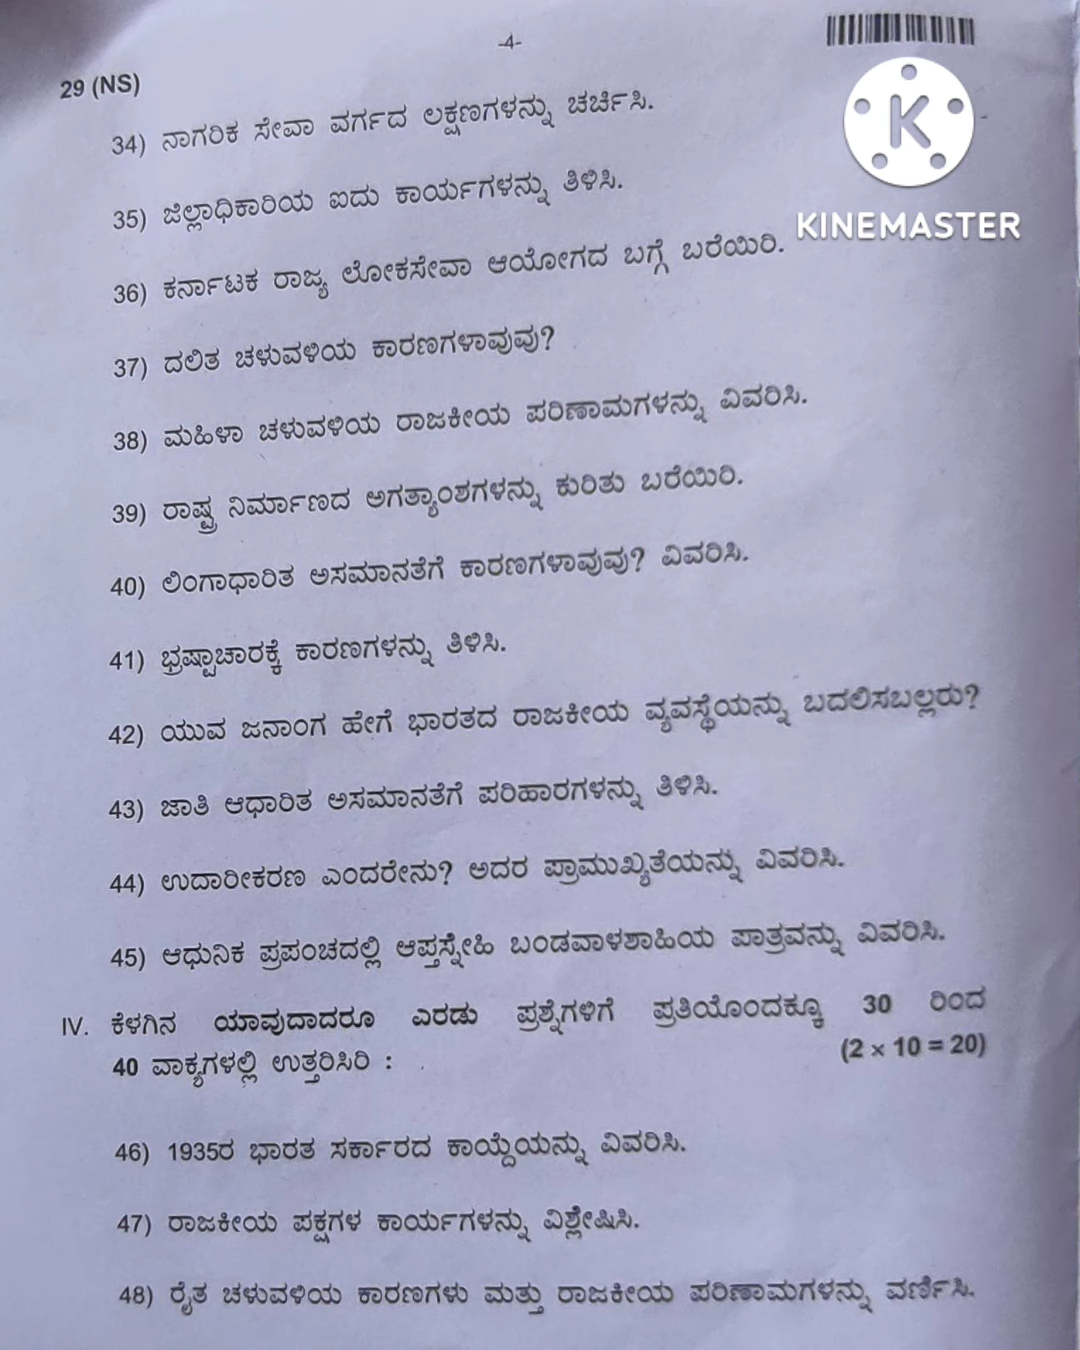 -4-
29 (NS)
KINEMASTER
34) ನಾಗರಿಕ ಸೇವಾ ವರ್ಗದ ಲಕ್ಷಣಗಳನ್ನು ಚರ್ಚಿಸಿ.
35) ಜಿಲ್ಲಾಧಿಕಾರಿಯ ಐದು ಕಾರ್ಯಗಳನ್ನು ತಿಳಿಸಿ.
36) ಕರ್ನಾಟಕ ರಾಜ್ಯ ಲೋಕಸೇವಾ ಆಯೋಗದ ಬಗ್ಗೆ ಬರೆಯಿರಿ.
37) ದಲಿತ ಚಳುವಳಿಯ ಕಾರಣಗಳಾವುವು?
38) ಮಹಿಳಾ ಚಳುವಳಿಯ ರಾಜಕೀಯ ಪರಿಣಾಮಗಳನ್ನು ವಿವರಿಸಿ.
39) ರಾಷ್ಟ್ರ ನಿರ್ಮಾಣದ ಅಗತ್ಯಾಂಶಗಳನ್ನು ಕುರಿತು ಬರೆಯಿರಿ.
40) ಲಿಂಗಾಧಾರಿತ ಅಸಮಾನತೆಗೆ ಕಾರಣಗಳಾವುವು? ವಿವರಿಸಿ.
41) ಭ್ರಷ್ಟಾಚಾರಕ್ಕೆ ಕಾರಣಗಳನ್ನು ತಿಳಿಸಿ.
42) ಯುವ ಜನಾಂಗ ಹೇಗೆ ಭಾರತದ ರಾಜಕೀಯ ವ್ಯವಸ್ಥೆಯನ್ನು ಬದಲಿಸಬಲ್ಲರು?
43) ಜಾತಿ ಆಧಾರಿತ ಅಸಮಾನತೆಗೆ ಪರಿಹಾರಗಳನ್ನು ತಿಳಿಸಿ.
44) ಉದಾರೀಕರಣ ಎಂದರೇನು? ಅದರ ಪ್ರಾಮುಖ್ಯತೆಯನ್ನು ವಿವರಿಸಿ.
45) ಆಧುನಿಕ ಪ್ರಪಂಚದಲ್ಲಿ ಆಪ್ತಸ್ನೇಹಿ ಬಂಡವಾಳಶಾಹಿಯ ಪಾತ್ರವನ್ನು ವಿವರಿಸಿ.
IV. ಕೆಳಗಿನ ಯಾವುದಾದರೂ ಎರಡು ಪ್ರಶ್ನೆಗಳಿಗೆ ಪ್ರತಿಯೊಂದಕ್ಕೂ 30 ರಿಂದ
40 ವಾಕ್ಯಗಳಲ್ಲಿ ಉತ್ತರಿಸಿರಿ : (2 × 10 = 20)
46) 1935ರ ಭಾರತ ಸರ್ಕಾರದ ಕಾಯ್ದೆಯನ್ನು ವಿವರಿಸಿ.
47) ರಾಜಕೀಯ ಪಕ್ಷಗಳ ಕಾರ್ಯಗಳನ್ನು ವಿಶ್ಲೇಷಿಸಿ.
48) ರೈತ ಚಳುವಳಿಯ ಕಾರಣಗಳು ಮತ್ತು ರಾಜಕೀಯ ಪರಿಣಾಮಗಳನ್ನು ವರ್ಣಿಸಿ.